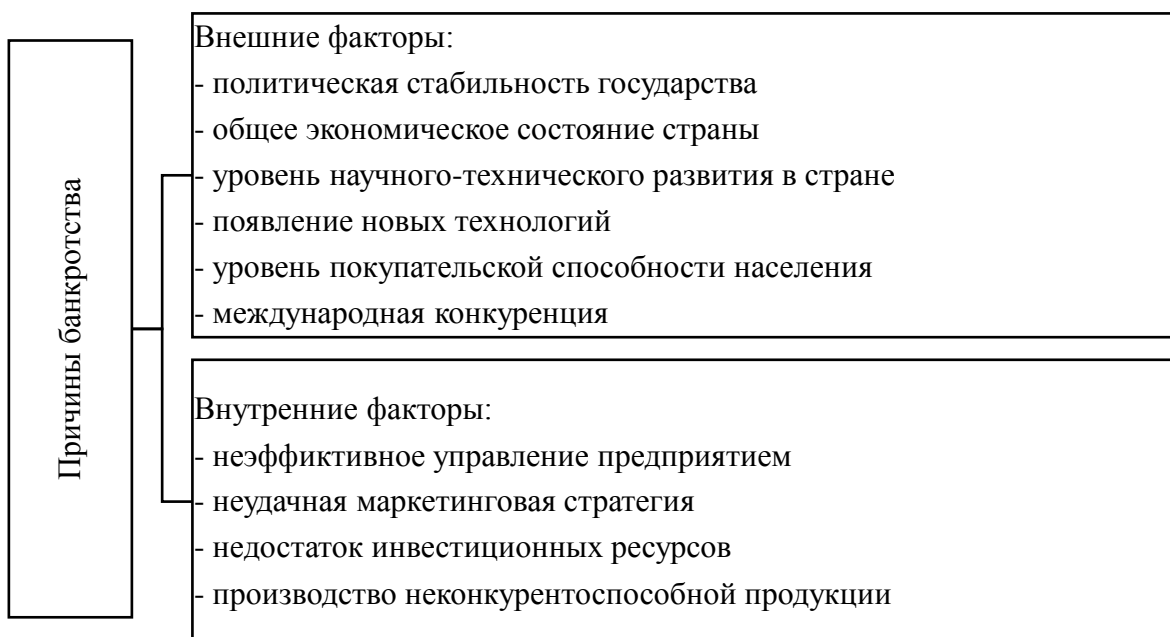 Причины банкротства
Внешние факторы:
- политическая стабильность государства
- общее экономическое состояние страны
- уровень научного-технического развития в стране
- появление новых технологий
- уровень покупательской способности населения
- международная конкуренция
Внутренние факторы:
- неэффиктивное управление предприятием
- неудачная маркетинговая стратегия
- недостаток инвестиционных ресурсов
- производство неконкурентоспособной продукции